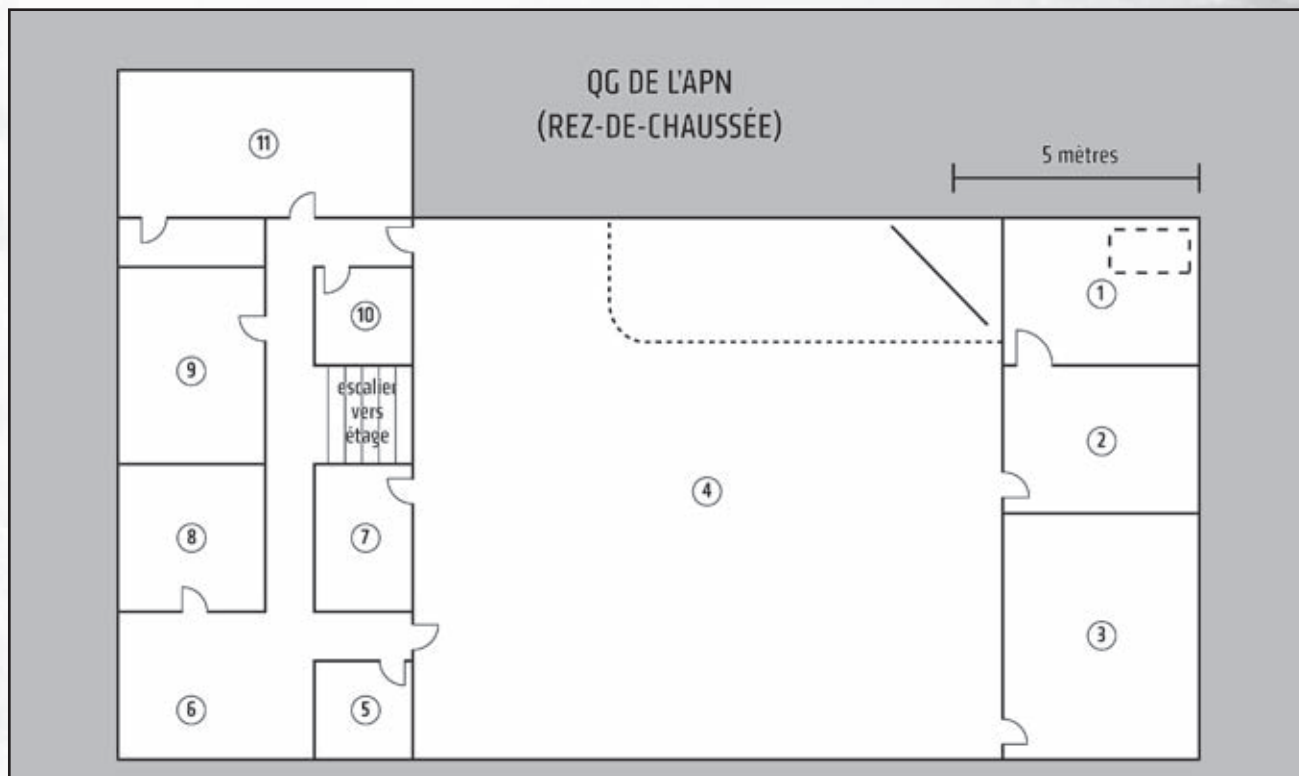 QG DE L'APN
(REZ-DE-CHAUSSÉE)
5 mètres
11
10
1
9
escalier
vers
étage
2
4
8
7
3
6
5